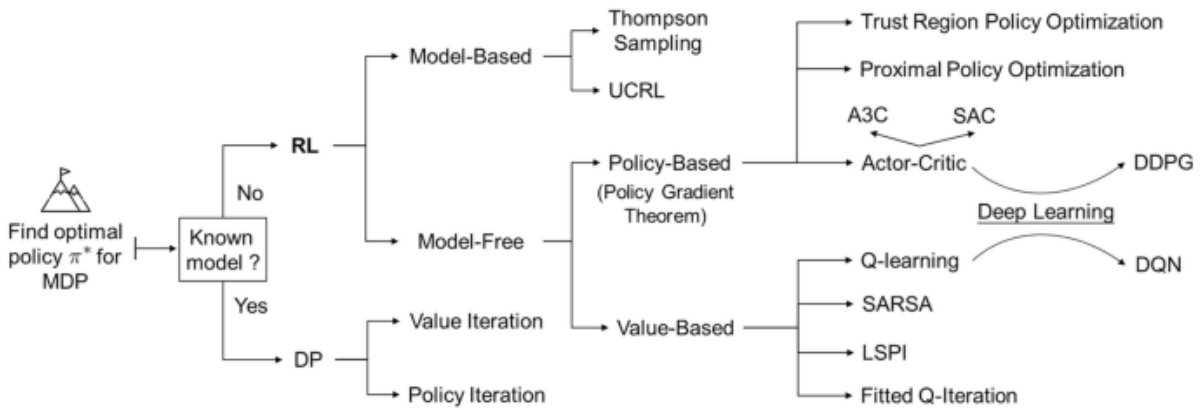 Find optimal
policy π* for
MDP
Known
model ?
No
Yes
RL
DP
Model-Based
Model-Free
Value Iteration
Policy Iteration
Thompson
Sampling
UCRL
Policy-Based
(Policy Gradient
Theorem)
Value-Based
Trust Region Policy Optimization
Proximal Policy Optimization
A3C
SAC
Actor-Critic
DDPG
Deep Learning
Q-learning
DQN
SARSA
LSPI
Fitted Q-Iteration